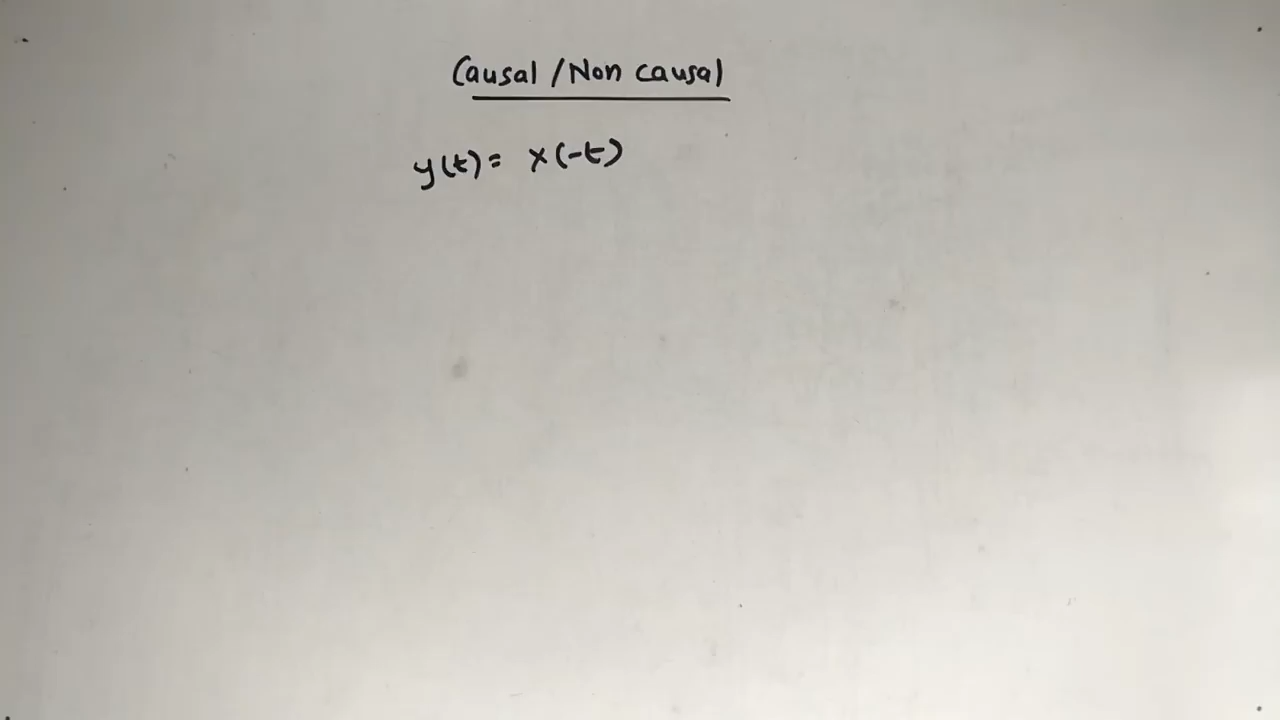 Causal / Non causal
y(t) = x(-t)